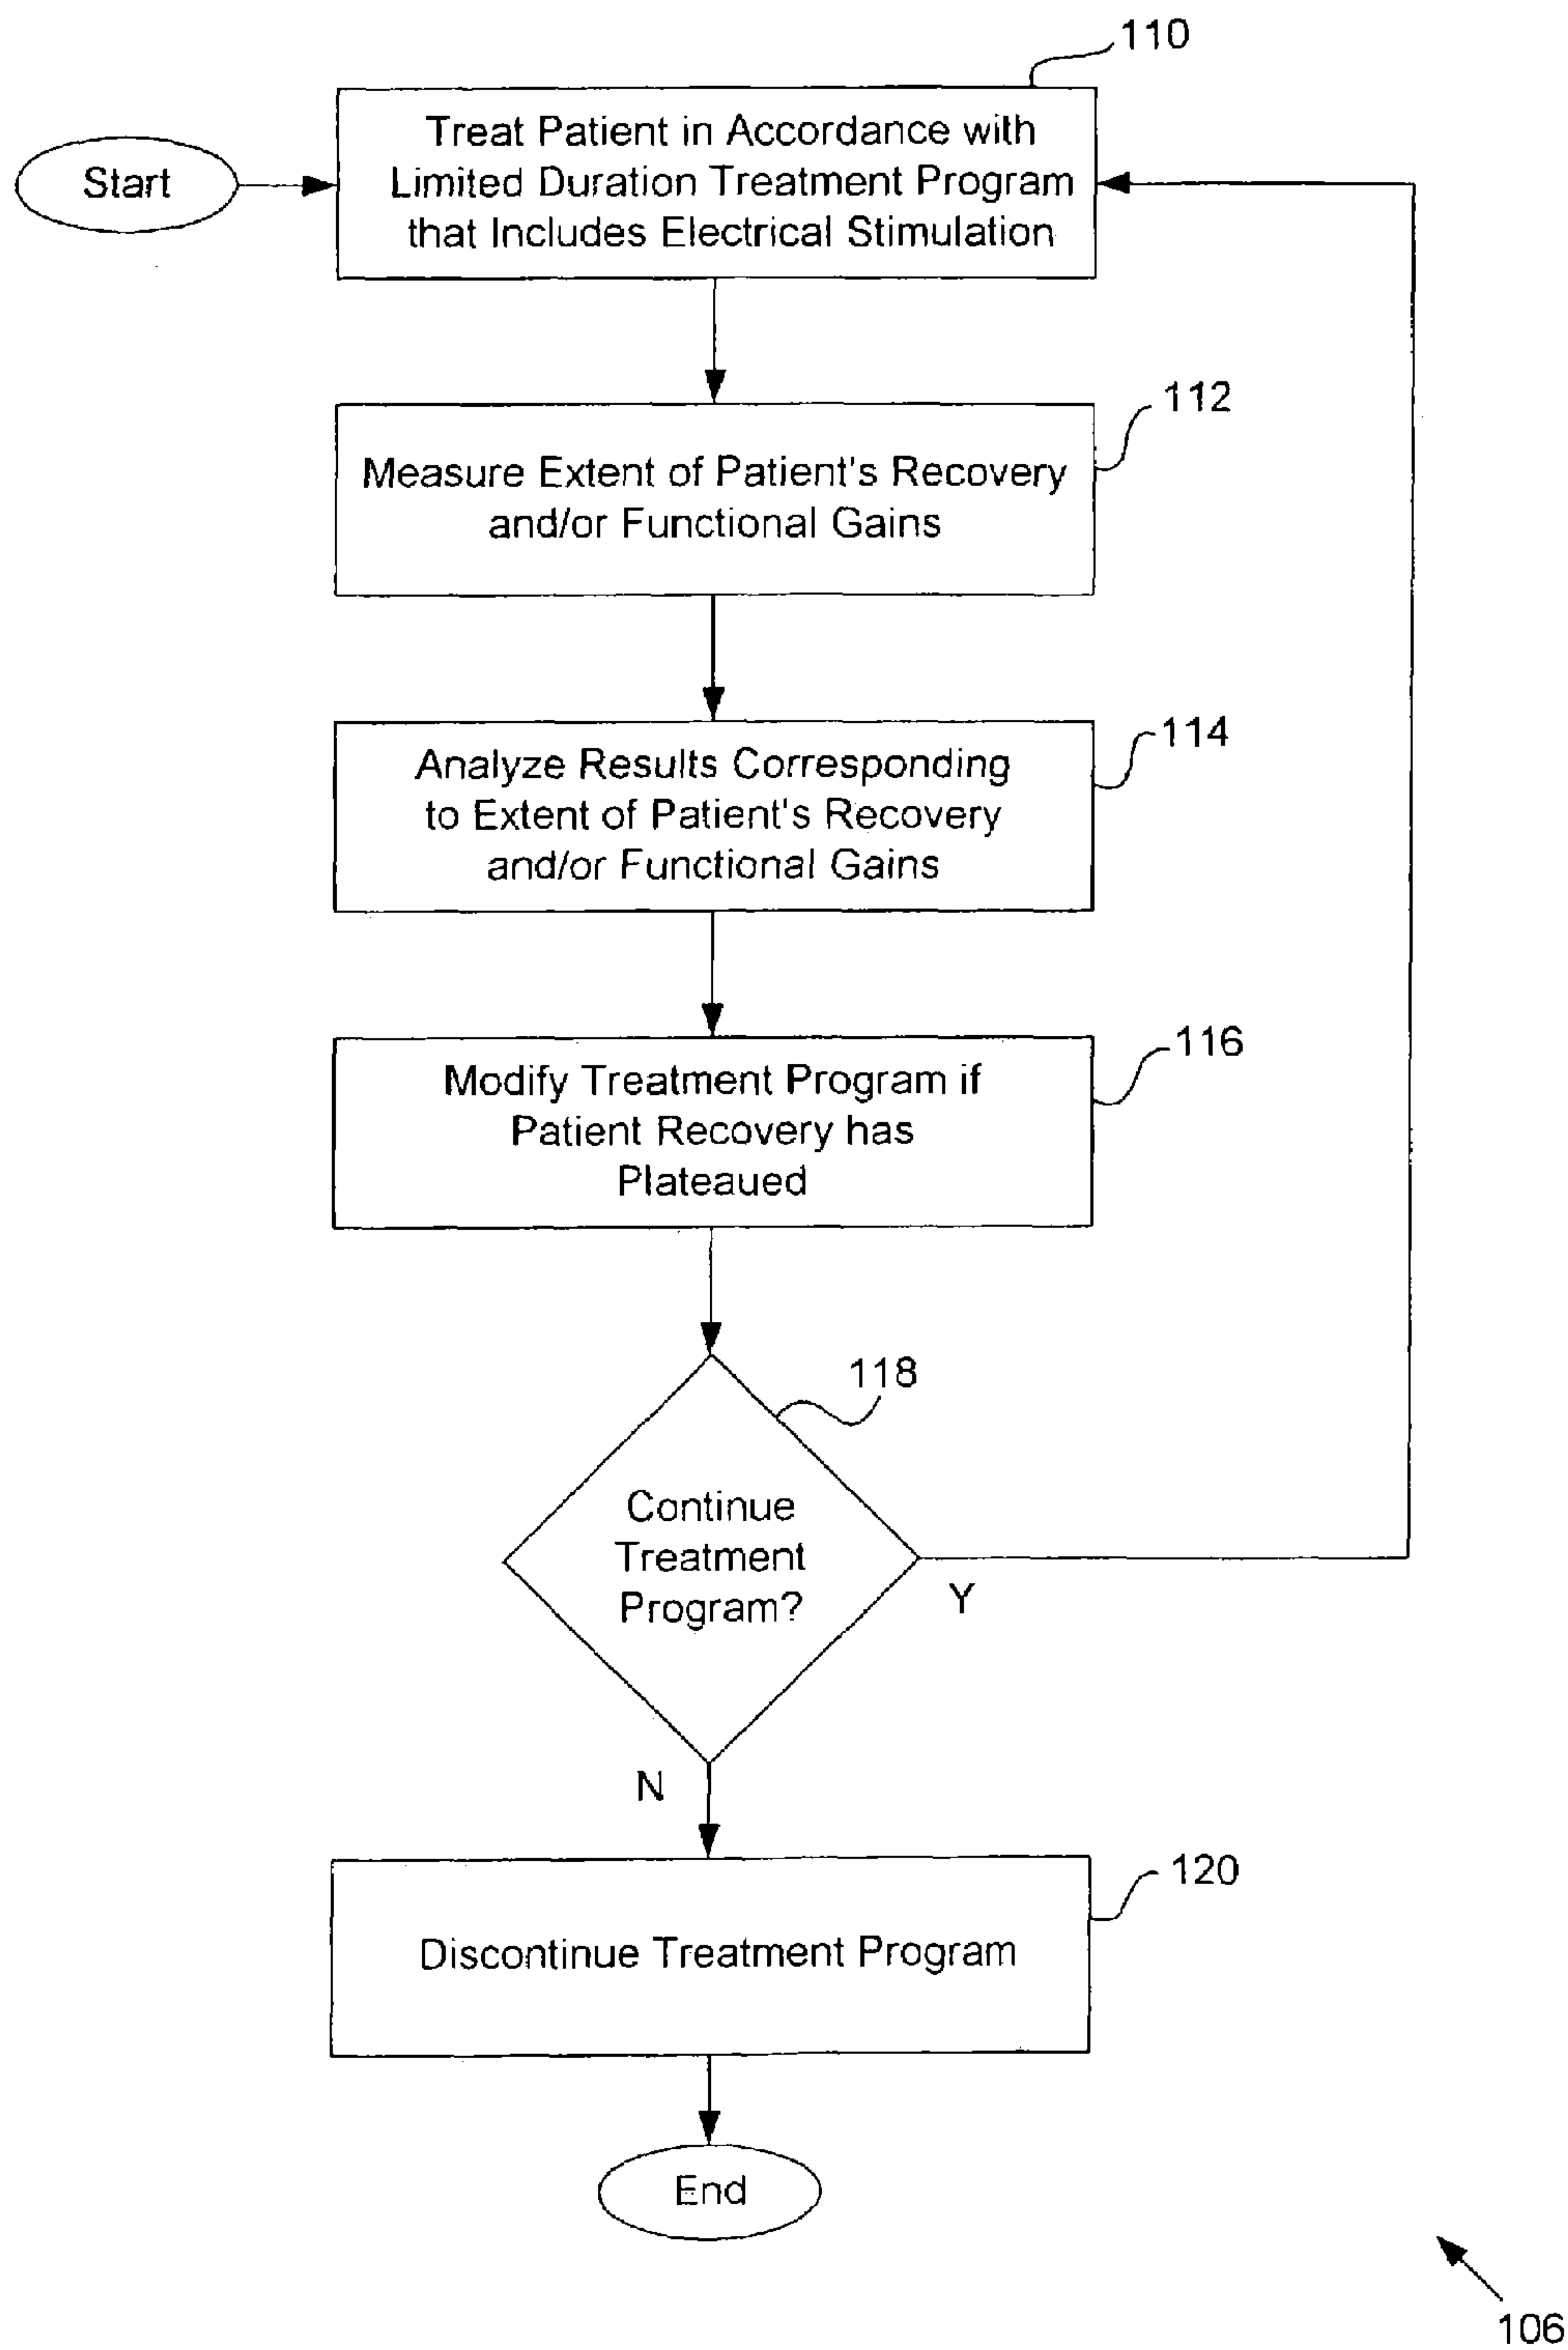 110
Start
Treat Patient in Accordance with
Limited Duration Treatment Program
that Includes Electrical Stimulation
112
Measure Extent of Patient's Recovery
and/or Functional Gains
114
Analyze Results Corresponding
to Extent of Patient's Recovery
and/or Functional Gains
116
Modify Treatment Program if
Patient Recovery has
Plateaued
118
Continue
Treatment
Program?
Y
N
120
Discontinue Treatment Program
End
106